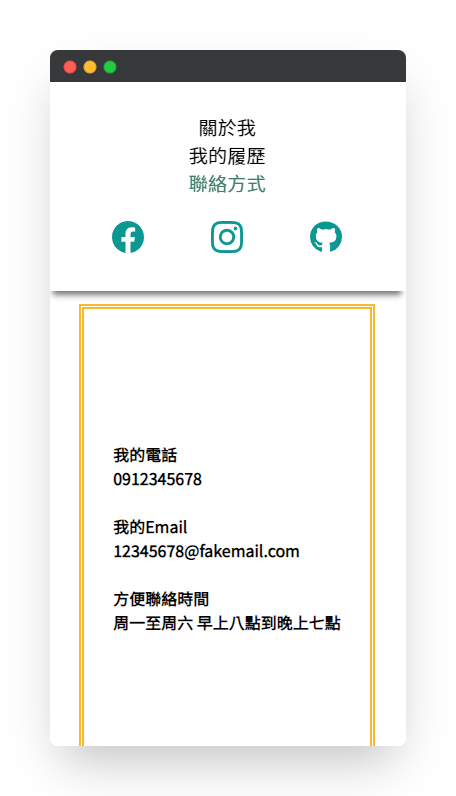 關於我
我的履歷
聯絡方式
我的電話
0912345678
我的Email
12345678@fakemail.com
方便聯絡時間
周一至周六 早上八點到晚上七點